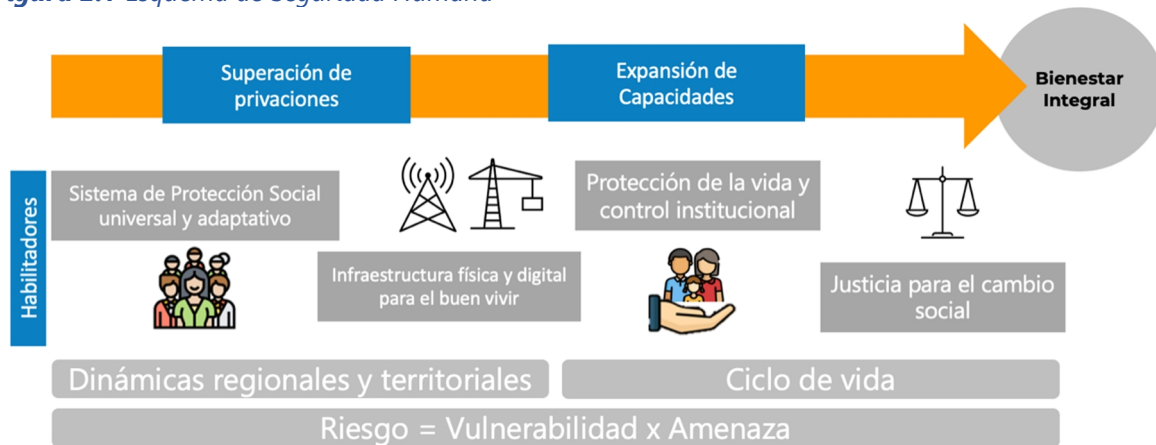 Esquema de Seguridad Humana
Superación de
privaciones
Expansión de
Capacidades
Bienestar
Integral
Habilitadores
Sistema de Protección Social
universal y adaptativo
Infraestructura física y digital
para el buen vivir
Protección de la vida y
control institucional
Justicia para el cambio
social
Dinámicas regionales y territoriales
Ciclo de vida
Riesgo = Vulnerabilidad x Amenaza